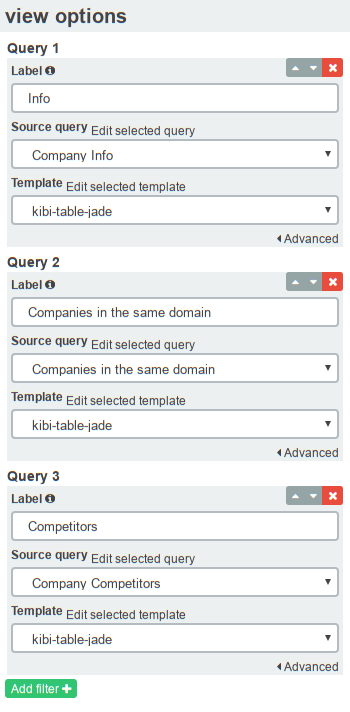 view options
Query 1
Label
Info
Source query Edit selected query
Company Info
Template Edit selected template
kibi-table-jade
Advanced
Query 2
Label
Companies in the same domain
Source query Edit selected query
Companies in the same domain
Template Edit selected template
kibi-table-jade
Advanced
Query 3
Label
Competitors
Source query Edit selected query
Company Competitors
Template Edit selected template
kibi-table-jade
Advanced
Add filter